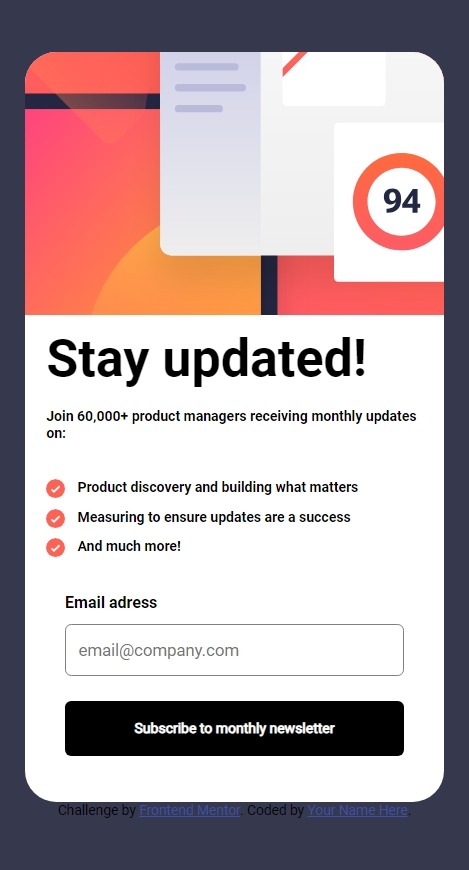 94
Stay updated!
Join 60,000+ product managers receiving monthly updates
on:
Product discovery and building what matters
Measuring to ensure updates are a success
And much more!
Email adress
email@company.com
Subscribe to monthly newsletter
Challenge by Frontend Mentor. Coded by Your Name Here.